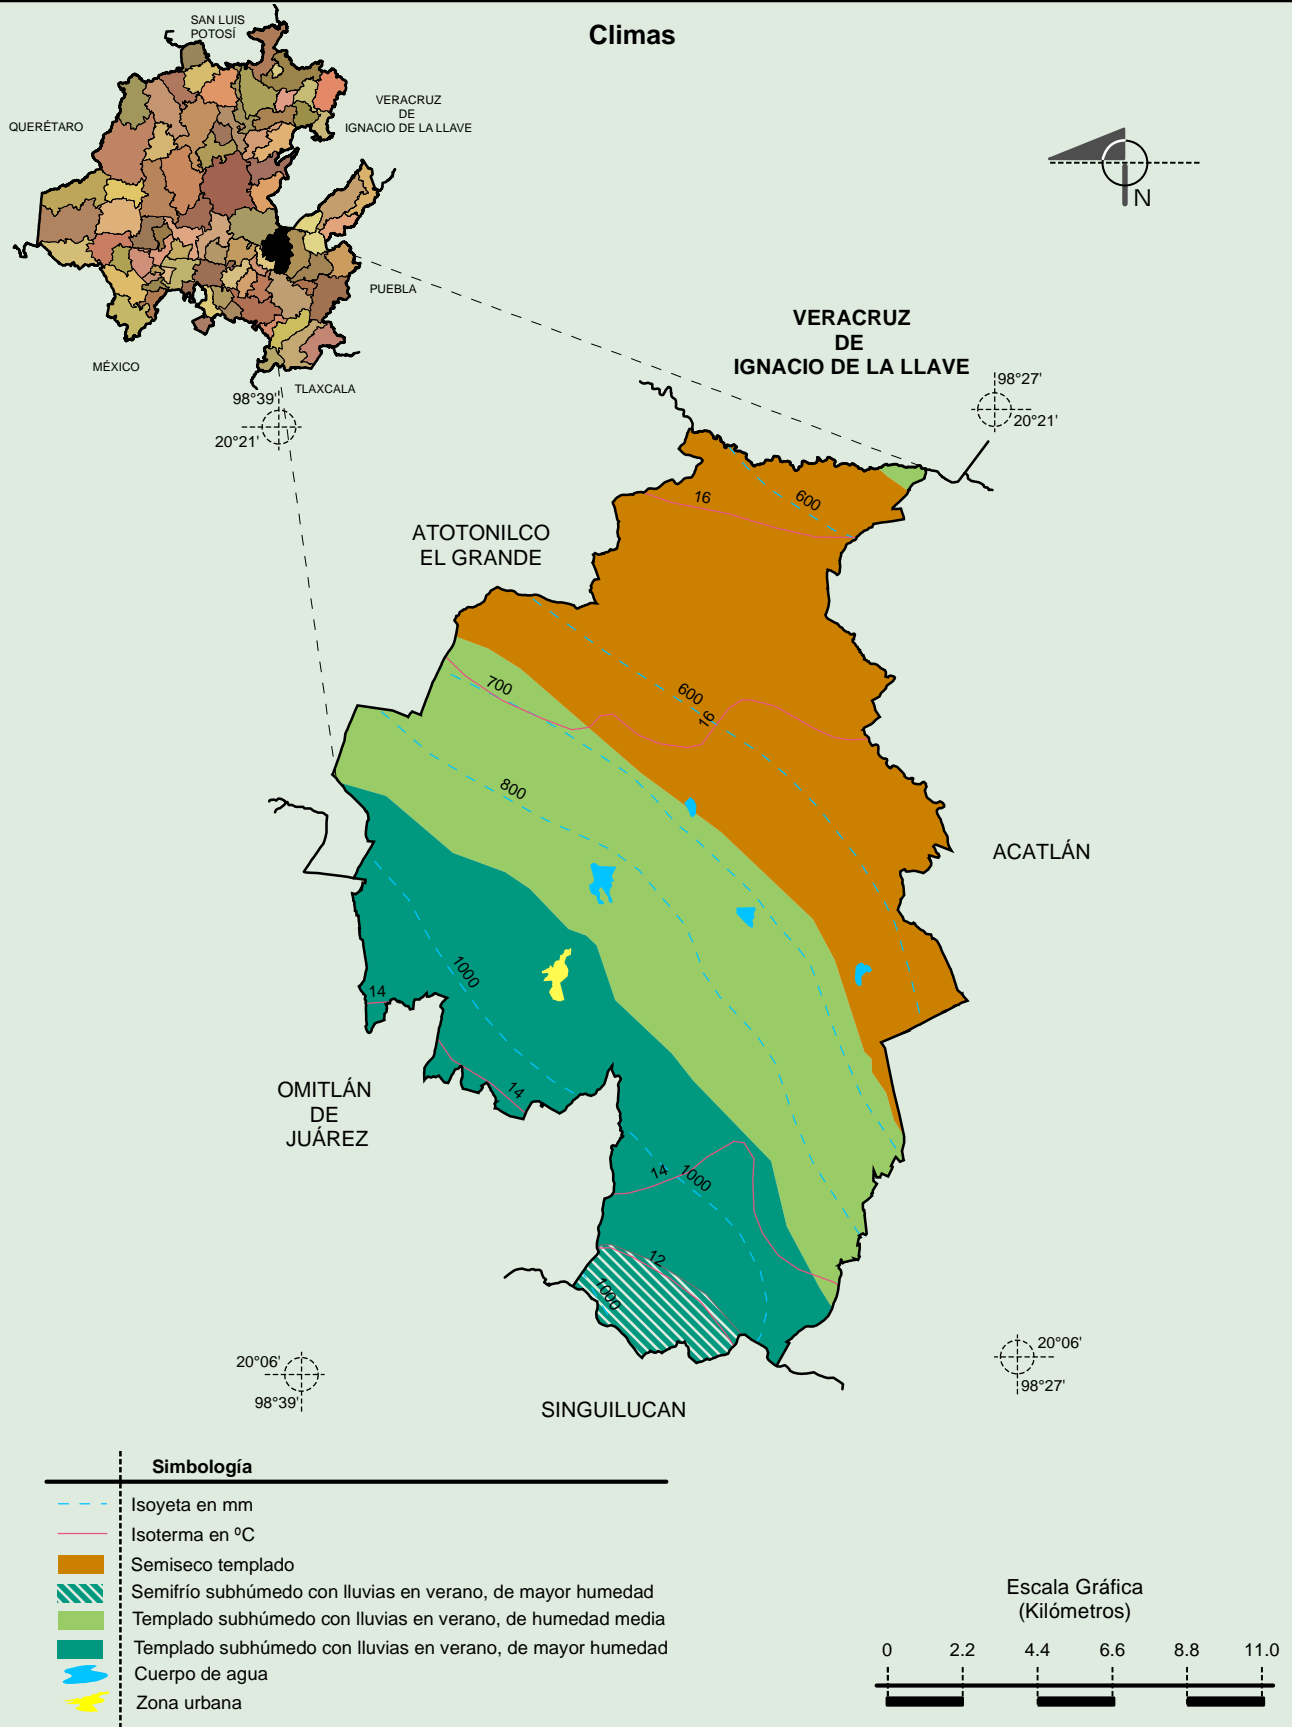 Climas
SAN LUIS
POTOSÍ
VERACRUZ
DE
IGNACIO DE LA LLAVE
QUERÉTARO
PUEBLA
MÉXICO
TLAXCALA
N
VERACRUZ
DE
IGNACIO DE LA LLAVE
98°39'
20°21'
98°27'
20°21'
16
600
ATOTONILCO
EL GRANDE
700
600
16
800
ACATLÁN
1000
14
14
OMITLÁN
DE
JUÁREZ
14
1000
12
1000
20°06'
98°39'
20°06'
98°27'
SINGUILUCAN
Simbología
Isoyeta en mm
Isoterma en ºC
Semiseco templado
Semifrío subhúmedo con lluvias en verano, de mayor humedad
Templado subhúmedo con lluvias en verano, de humedad media
Templado subhúmedo con lluvias en verano, de mayor humedad
Cuerpo de agua
Zona urbana
Escala Gráfica
(Kilómetros)
0 2.2 4.4 6.6 8.8 11.0